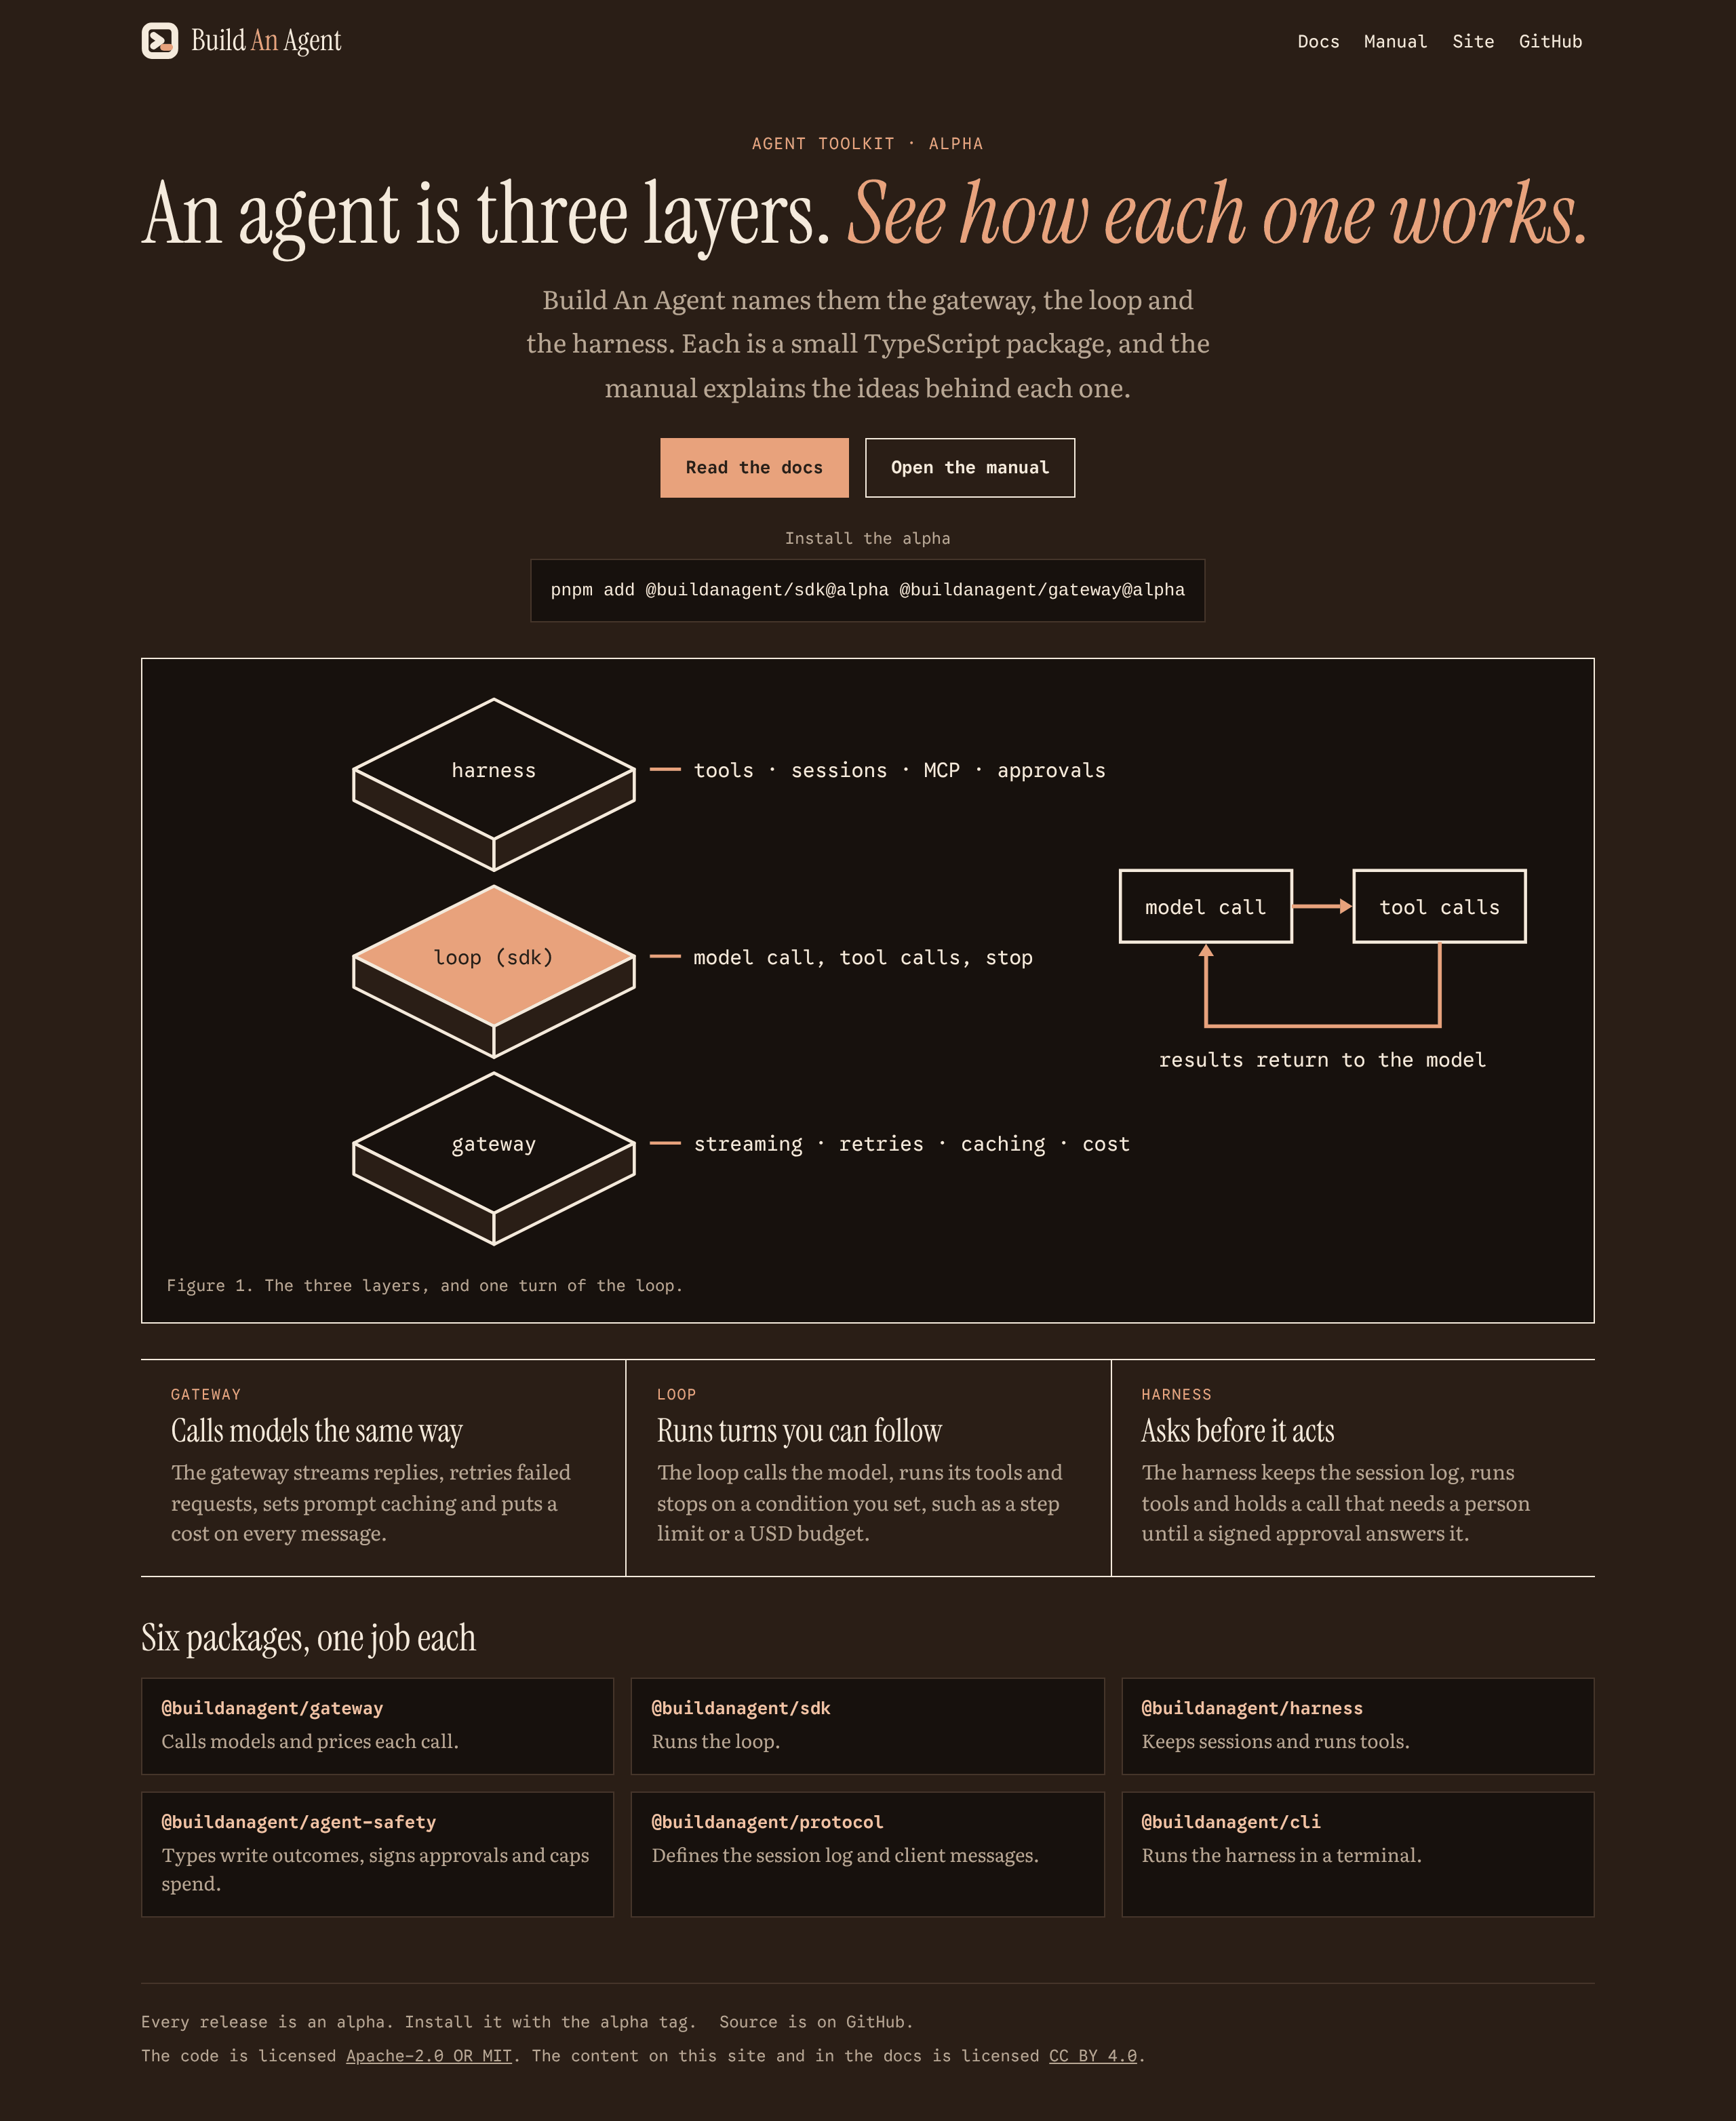 Build An Agent
Docs Manual Site GitHub
AGENT TOOLKIT · ALPHA
An agent is three layers. See how each one works.
Build An Agent names them the gateway, the loop and
the harness. Each is a small TypeScript package, and the
manual explains the ideas behind each one.
Read the docs
Open the manual
Install the alpha
pnpm add @buildanagent/sdk@alpha @buildanagent/gateway@alpha
harness
tools · sessions · MCP · approvals
loop (sdk)
model call, tool calls, stop
model call
tool calls
results return to the model
gateway
streaming · retries · caching · cost
Figure 1. The three layers, and one turn of the loop.
GATEWAY
Calls models the same way
The gateway streams replies, retries failed
requests, sets prompt caching and puts a
cost on every message.
LOOP
Runs turns you can follow
The loop calls the model, runs its tools and
stops on a condition you set, such as a step
limit or a USD budget.
HARNESS
Asks before it acts
The harness keeps the session log, runs
tools and holds a call that needs a person
until a signed approval answers it.
Six packages, one job each
@buildanagent/gateway
Calls models and prices each call.
@buildanagent/sdk
Runs the loop.
@buildanagent/harness
Keeps sessions and runs tools.
@buildanagent/agent-safety
Types write outcomes, signs approvals and caps
spend.
@buildanagent/protocol
Defines the session log and client messages.
@buildanagent/cli
Runs the harness in a terminal.
Every release is an alpha. Install it with the alpha tag. Source is on GitHub.
The code is licensed Apache-2.0 OR MIT. The content on this site and in the docs is licensed CC BY 4.0.